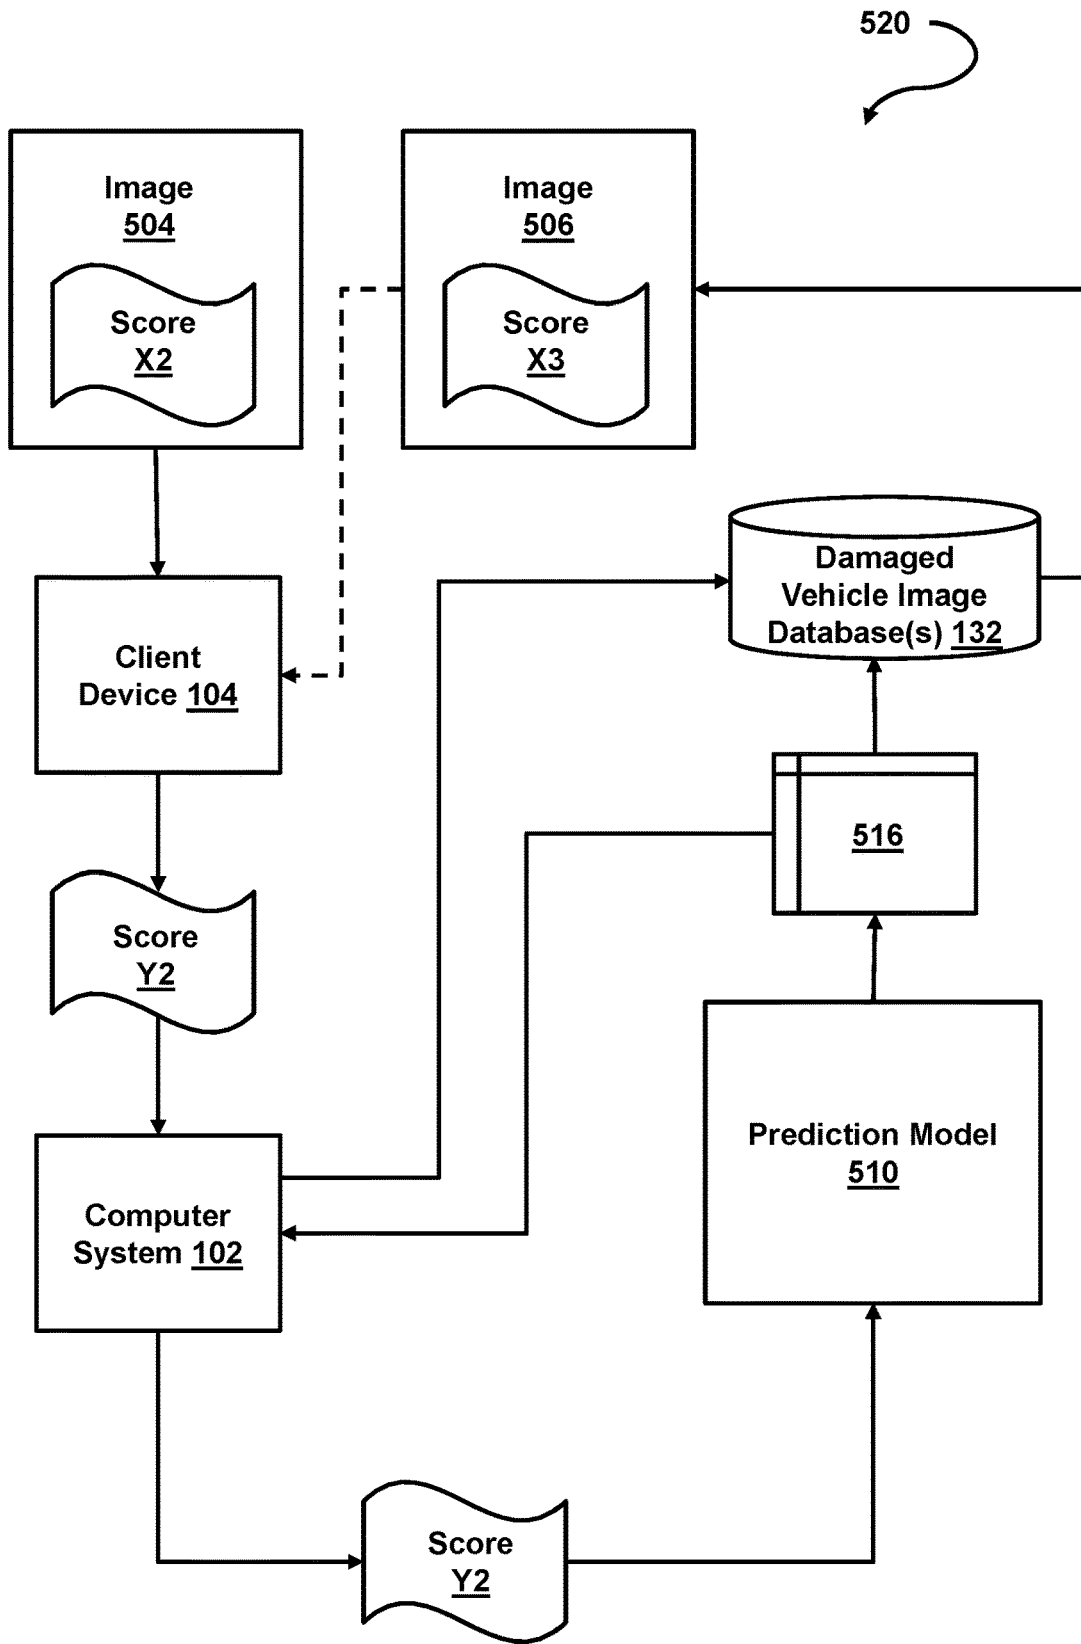 520
Image
504
Score
X2
Image
506
Score
X3
Damaged
Vehicle Image
Database(s) 132
Client
Device 104
516
Score
Y2
Prediction Model
510
Computer
System 102
Score
Y2